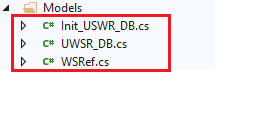 Models
C# Init_USWR_DB.cs
C# UWSR_DB.cs
C# WSRef.cs